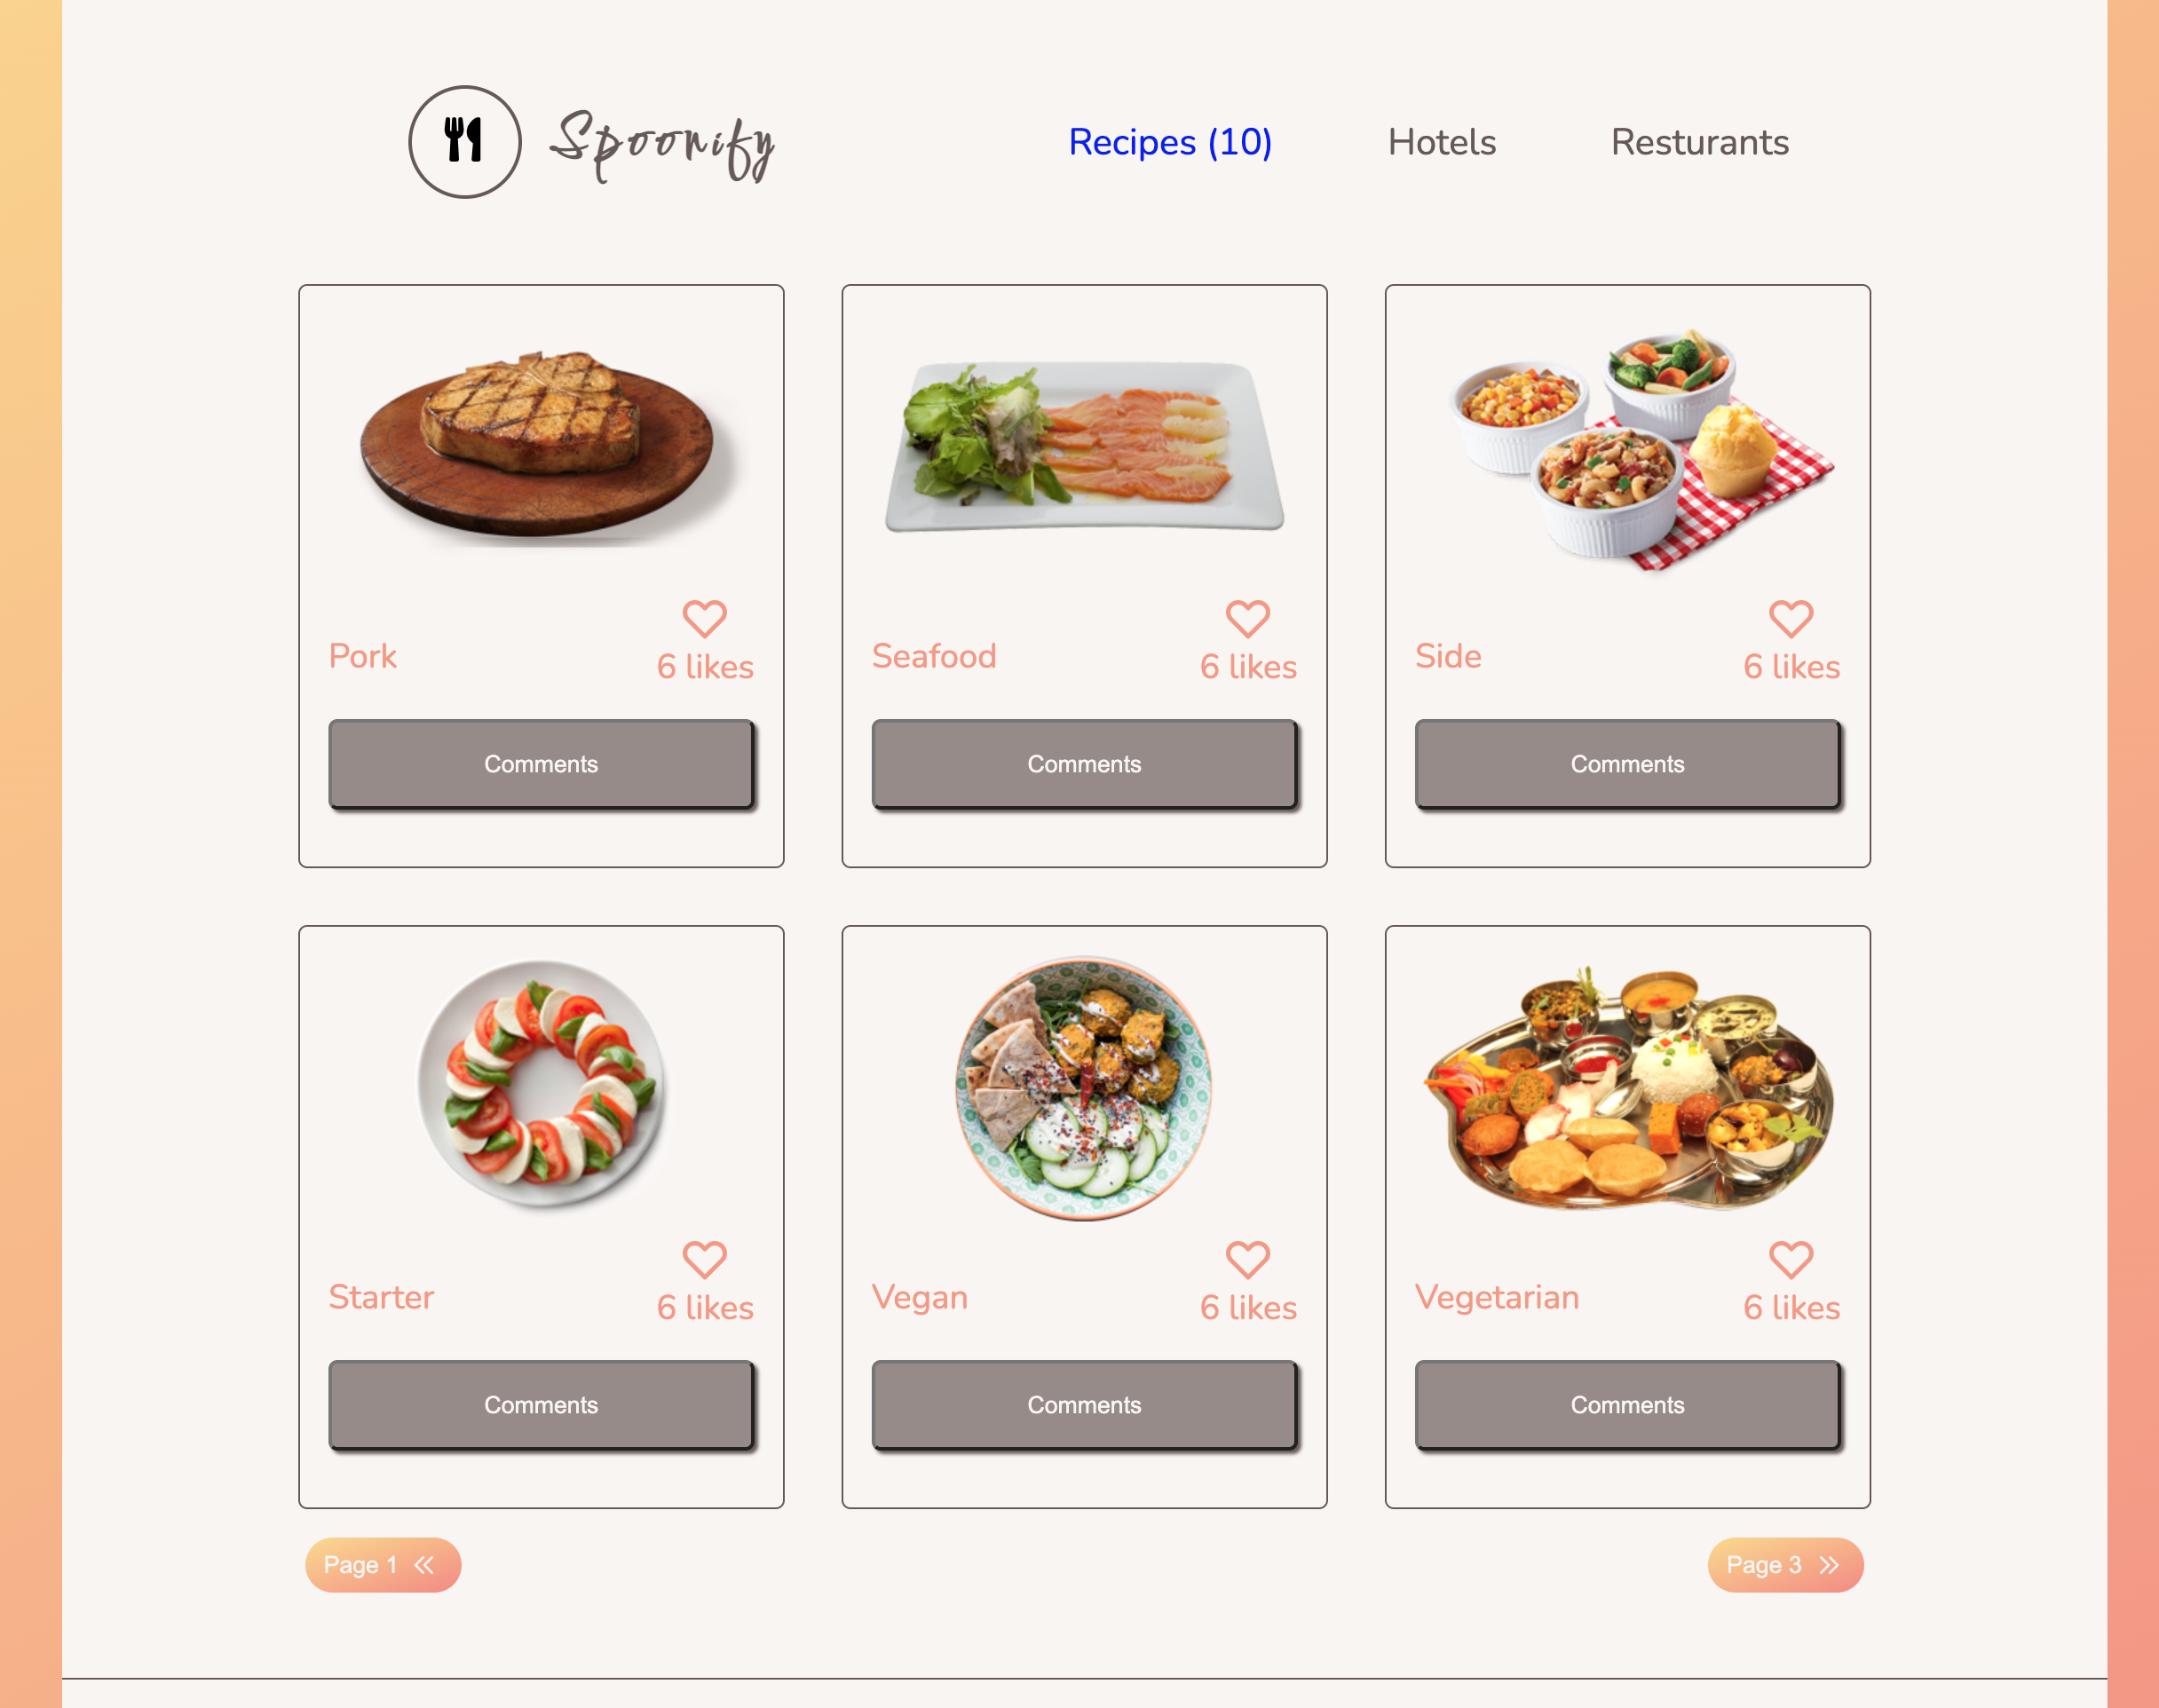 Spoonify
Recipes (10) Hotels Resturants
Pork 6 likes
Seafood 6 likes
Side 6 likes
Comments
Comments
Comments
Starter 6 likes
Vegan 6 likes
Vegetarian 6 likes
Comments
Comments
Comments
Page 1
Page 3